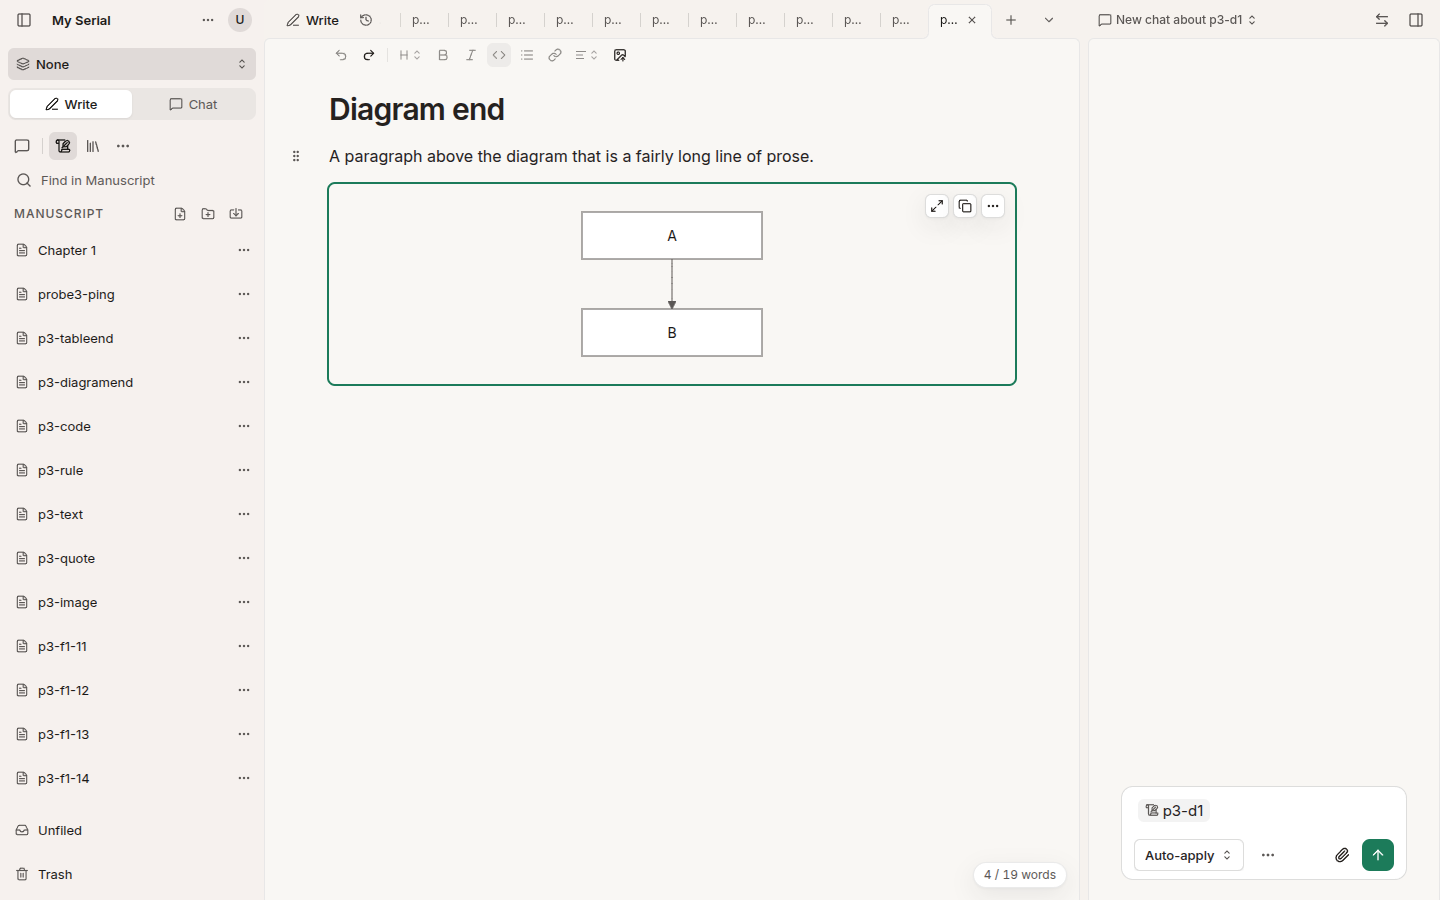 My Serial
U
Write
p...
p...
p...
p...
p...
p...
p...
p...
p...
p...
p...
p...
New chat about p3-d1
None
Write
Chat
Find in Manuscript
MANUSCRIPT
Chapter 1
probe3-ping
p3-tableend
p3-diagramend
p3-code
p3-rule
p3-text
p3-quote
p3-image
p3-f1-11
p3-f1-12
p3-f1-13
p3-f1-14
Unfiled
Trash
H
B
I
Diagram end
A paragraph above the diagram that is a fairly long line of prose.
A
B
4 / 19 words
p3-d1
Auto-apply